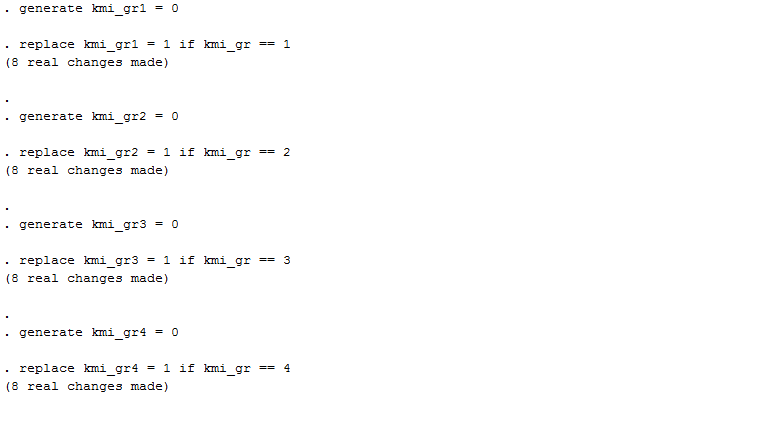 . generate kmi_gr1 = 0
. replace kmi_gr1 = 1 if kmi_gr == 1
(8 real changes made)
.
. generate kmi_gr2 = 0
. replace kmi_gr2 = 1 if kmi_gr == 2
(8 real changes made)
.
. generate kmi_gr3 = 0
. replace kmi_gr3 = 1 if kmi_gr == 3
(8 real changes made)
.
. generate kmi_gr4 = 0
. replace kmi_gr4 = 1 if kmi_gr == 4
(8 real changes made)